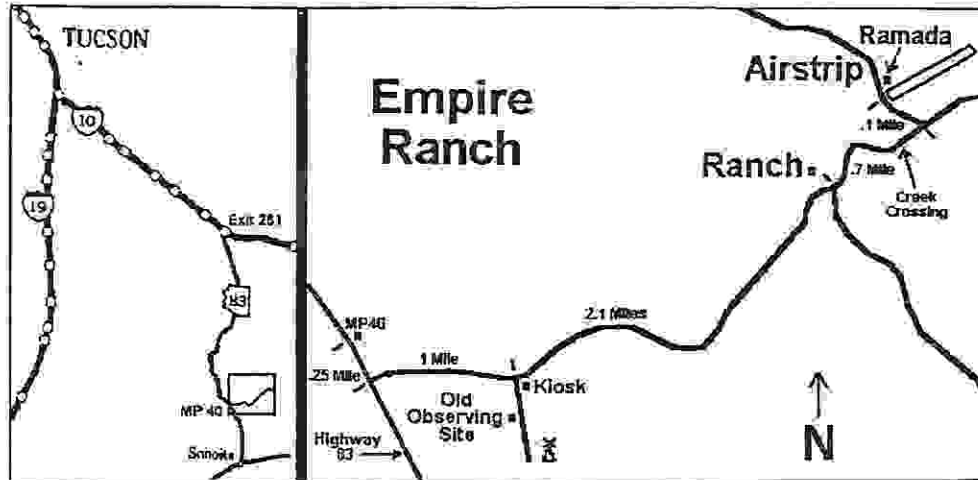 TUCSON
10
19
Exit 281
83
MP 40
Sonoita
Empire
Ranch
Ramada
Airstrip
.1 Mile
Ranch
.7 Mile
Creek
Crossing
2.1 Miles
MP40
1 Mile
.25 Mile
Kiosk
Old
Observing
Site
Highway
83
N